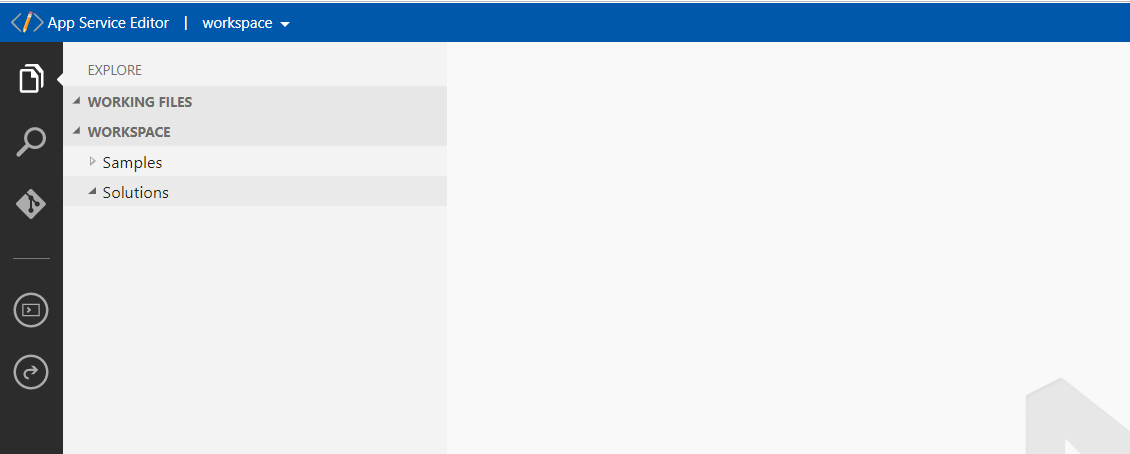 App Service Editor | workspace
EXPLORE
WORKING FILES
WORKSPACE
Samples
Solutions